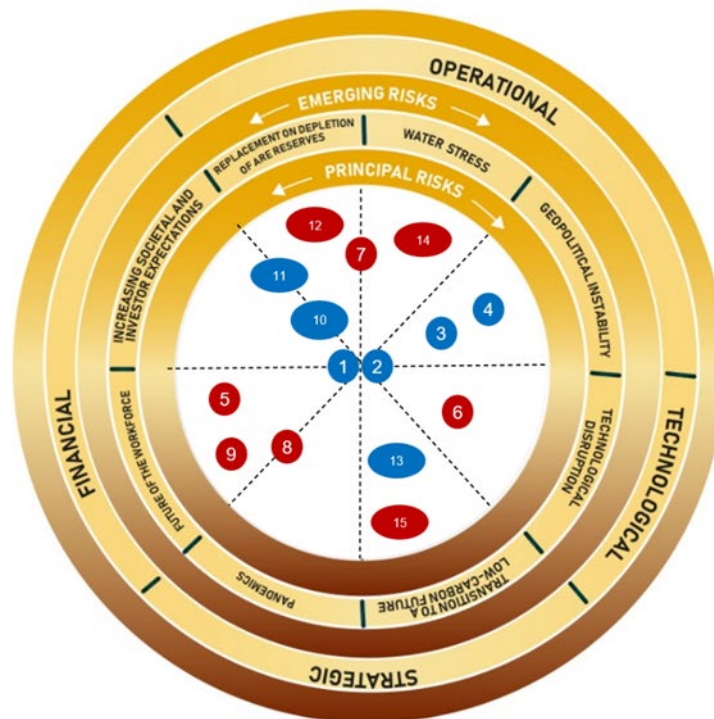 OPERATIONAL
EMERGING RISKS
REPLACEMENT ON DEPLETION
OF ARE RESERVES
WATER STRESS
PRINCIPAL RISKS
INCREASING SOCIETAL AND
INVESTOR EXPECTATIONS
GEOPOLITICAL INSTABILITY
12
7
14
11
10
4
3
1
2
5
6
9
8
13
15
FINANCIAL
FUTURE OF THE WORKFORCE
TECHNOLOGICAL
DISRUPTION
TECHNOLOGICAL
PANDEMICS
TRANSITION TO A
LOW-CARBON FUTURE
STRATEGIC